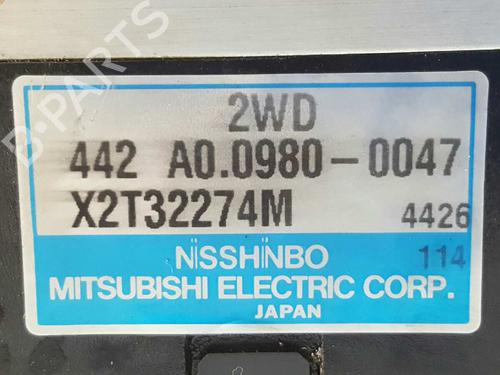 B-PARTS
2WD
442 A0.0980-0047
X2T32274M 4426
NISSHINBO 114
MITSUBISHI ELECTRIC CORP.
JAPAN